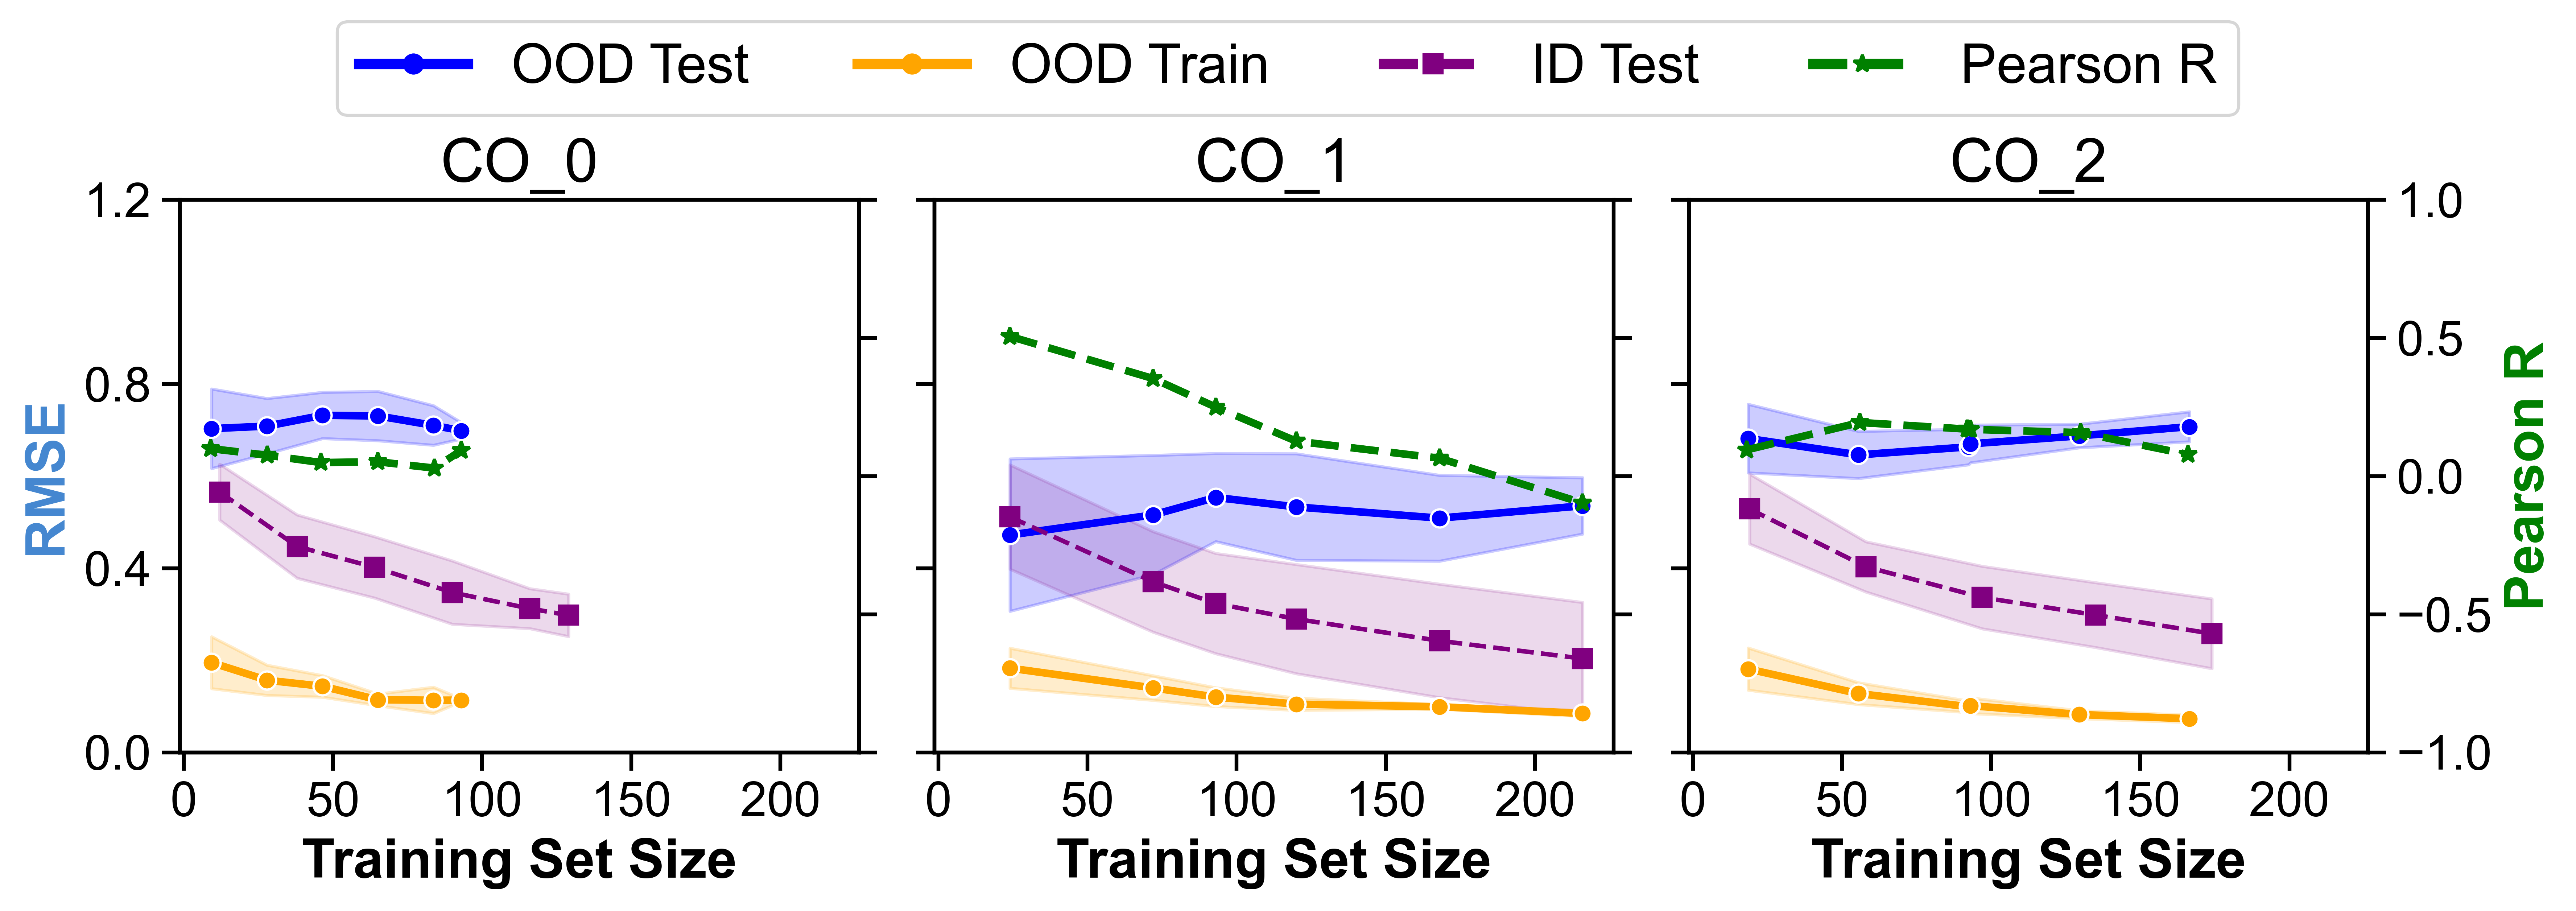 OOD Test OOD Train ID Test Pearson R
CO_0 CO_1 CO_2
1.2
0.8
0.4
0.0
RMSE
1.0
0.5
0.0
−0.5
−1.0
Pearson R
0 50 100 150 200
0 50 100 150 200
0 50 100 150 200
Training Set Size
Training Set Size
Training Set Size